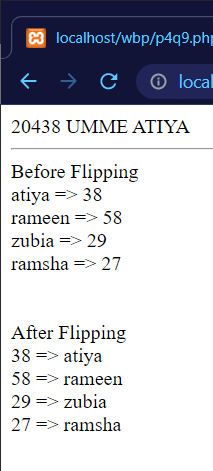 localhost/wbp/p4q9.php
local
20438 UMME ATIYA
Before Flipping
atiya => 38
rameen => 58
zubia => 29
ramsha => 27
After Flipping
38 => atiya
58 => rameen
29 => zubia
27 => ramsha